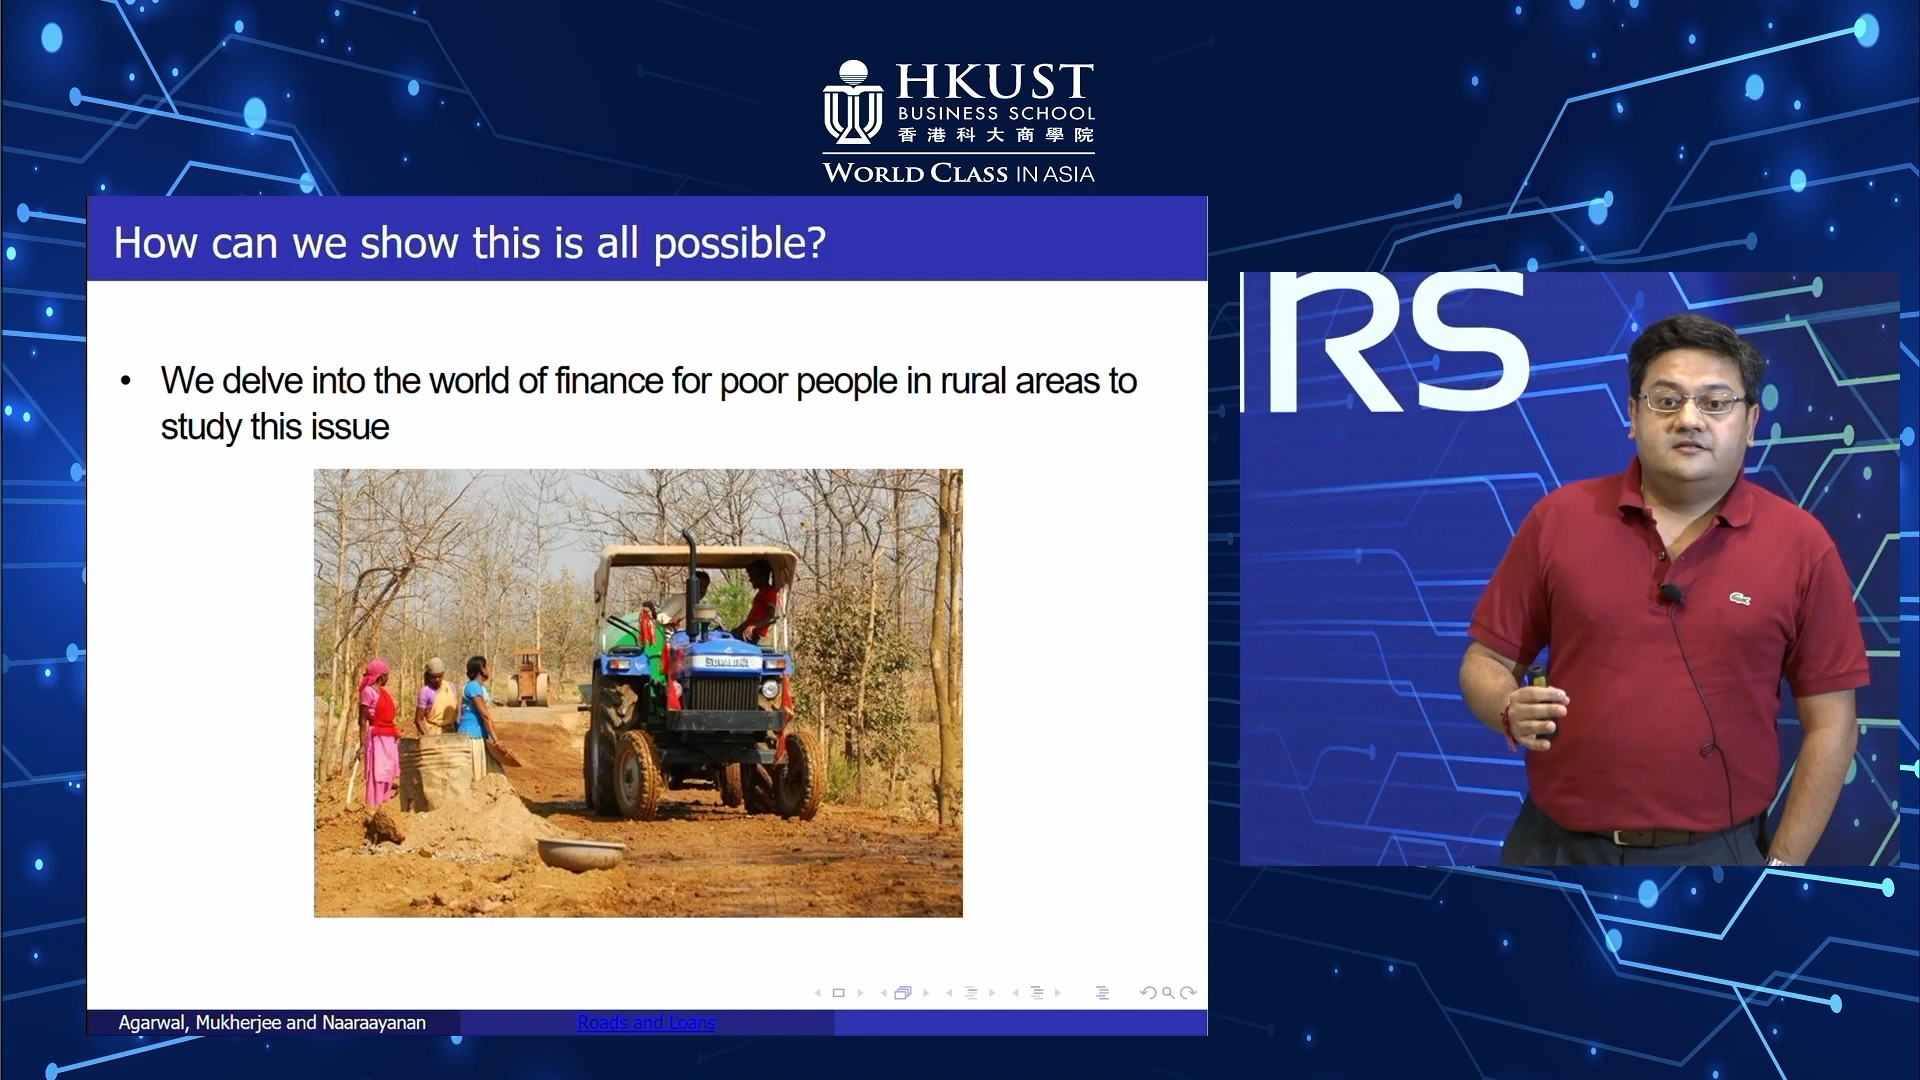 HKUST
BUSINESS SCHOOL
香港科大商學院
WORLD CLASS IN ASIA
How can we show this is all possible?
• We delve into the world of finance for poor people in rural areas to
study this issue
RS
Agarwal, Mukherjee and Naaraayanan
Roads and Loans